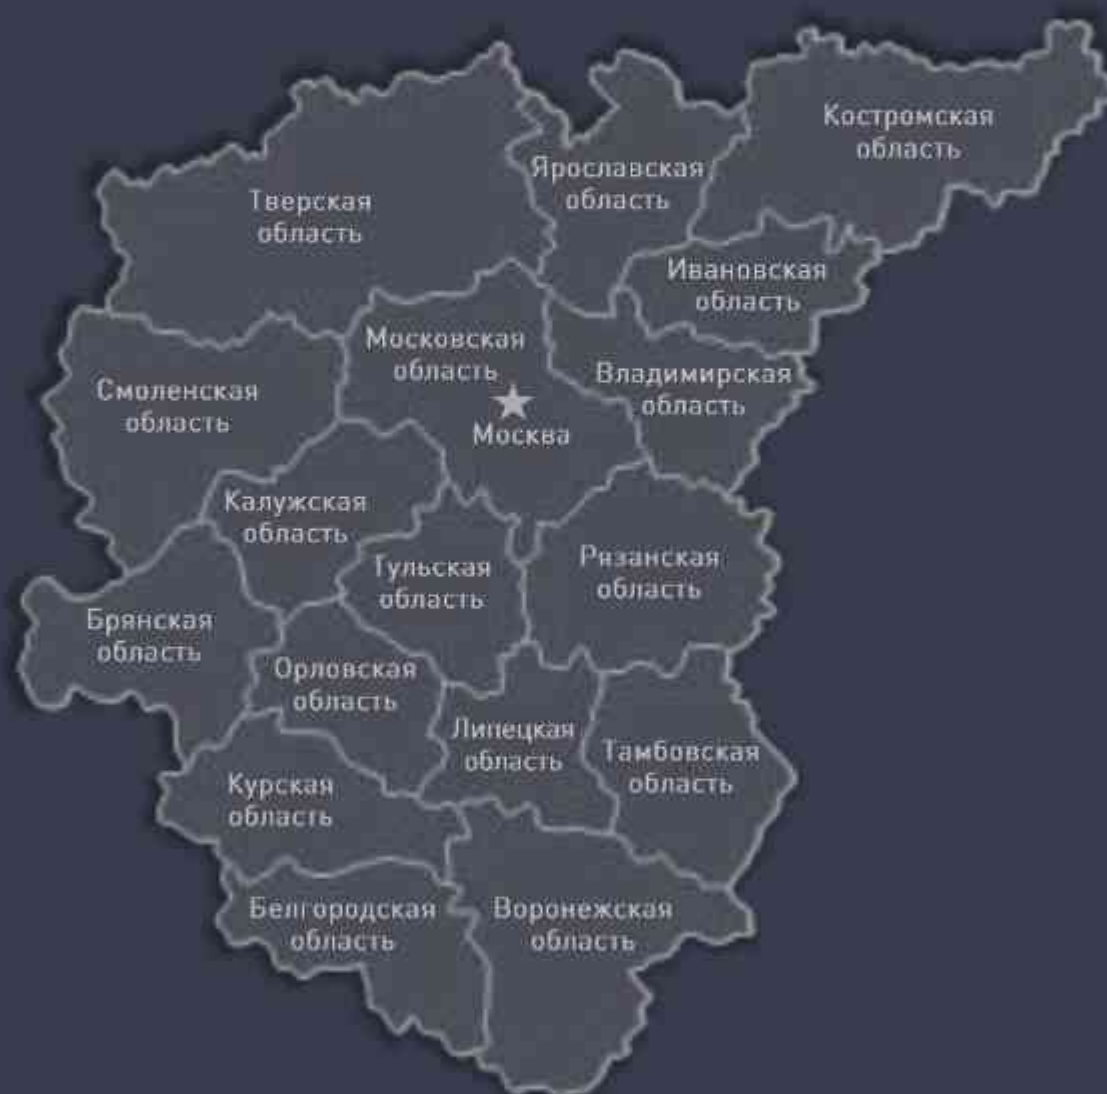 Костромская
область
Ярославская
область
Тверская
область
Ивановская
область
Московская
область
Владимирская
область
Смоленская
область
Москва
Калужская
область
Рязанская
область
Тульская
область
Брянская
область
Орловская
область
Липецкая
область
Тамбовская
область
Курская
область
Белгородская
область
Воронежская
область